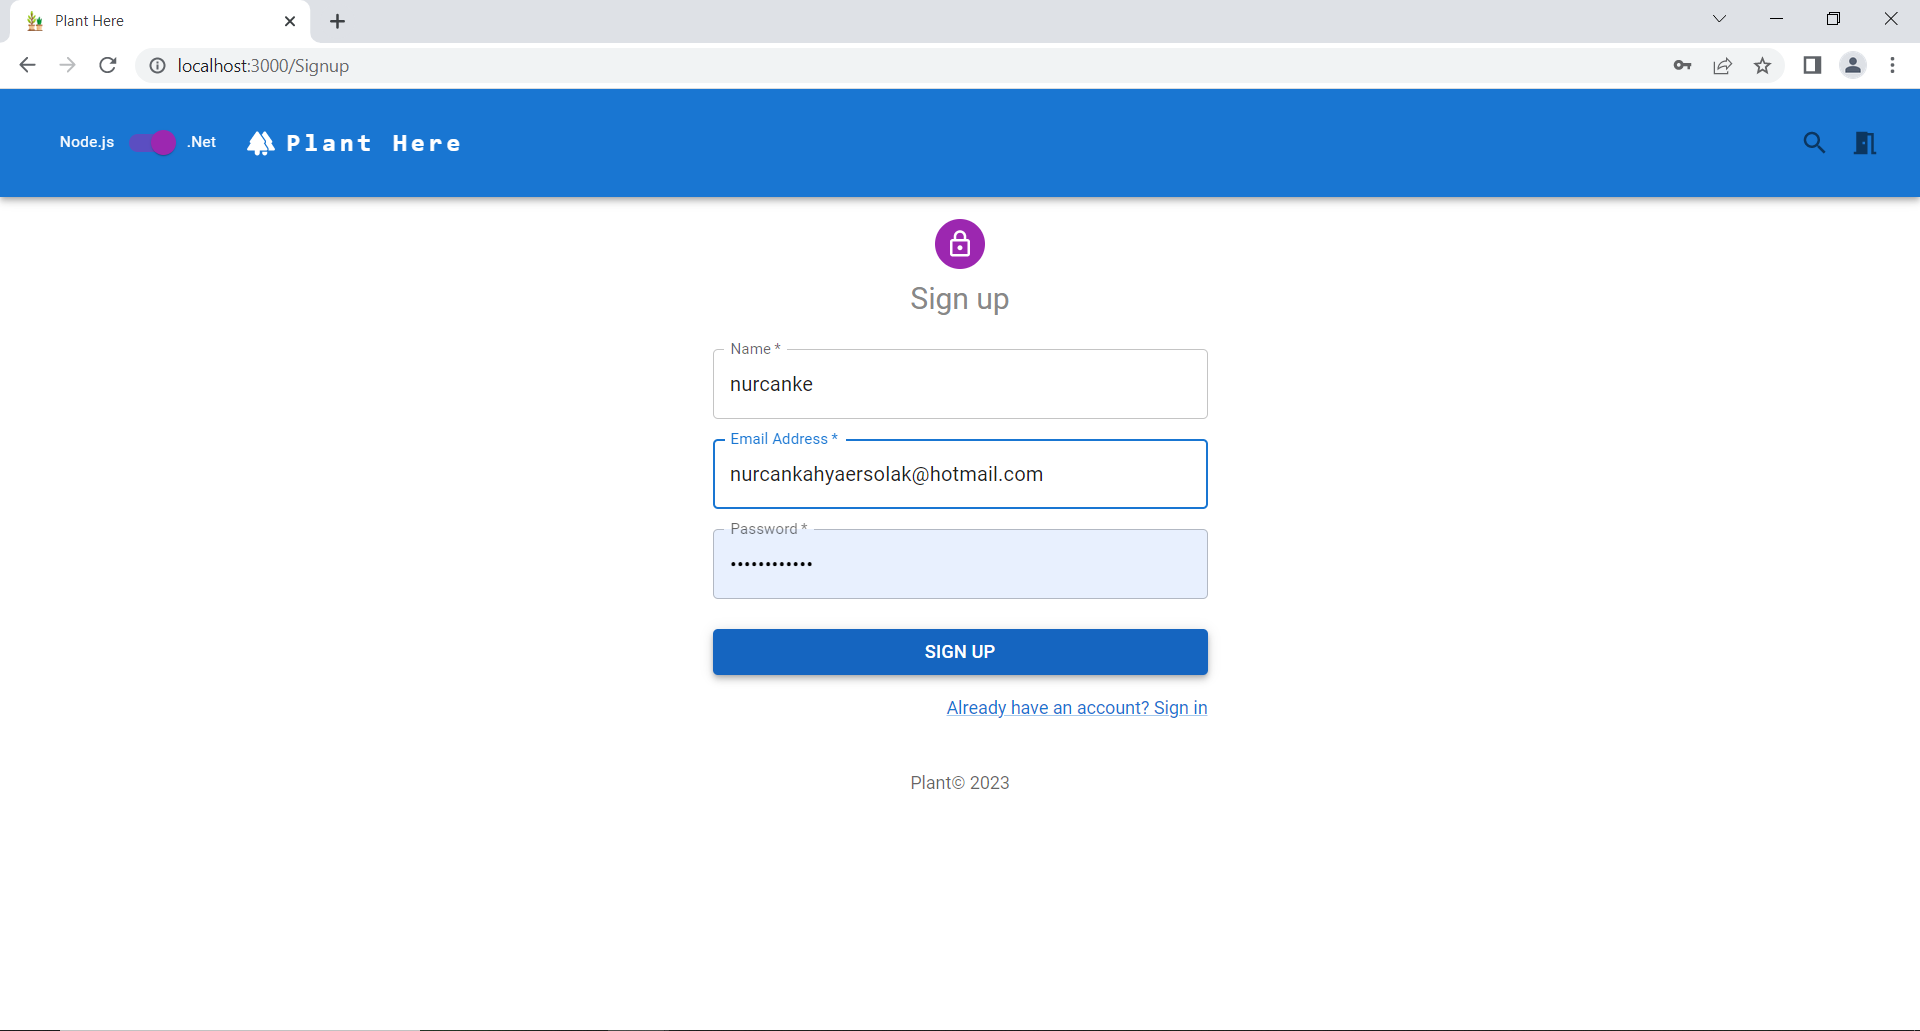 Plant Here
localhost:3000/Signup
Node.js .Net Plant Here
Sign up
Name *
nurcanke
Email Address *
nurcankahyaersolak@hotmail.com
Password *
••••••••••••
SIGN UP
Already have an account? Sign in
Plant© 2023